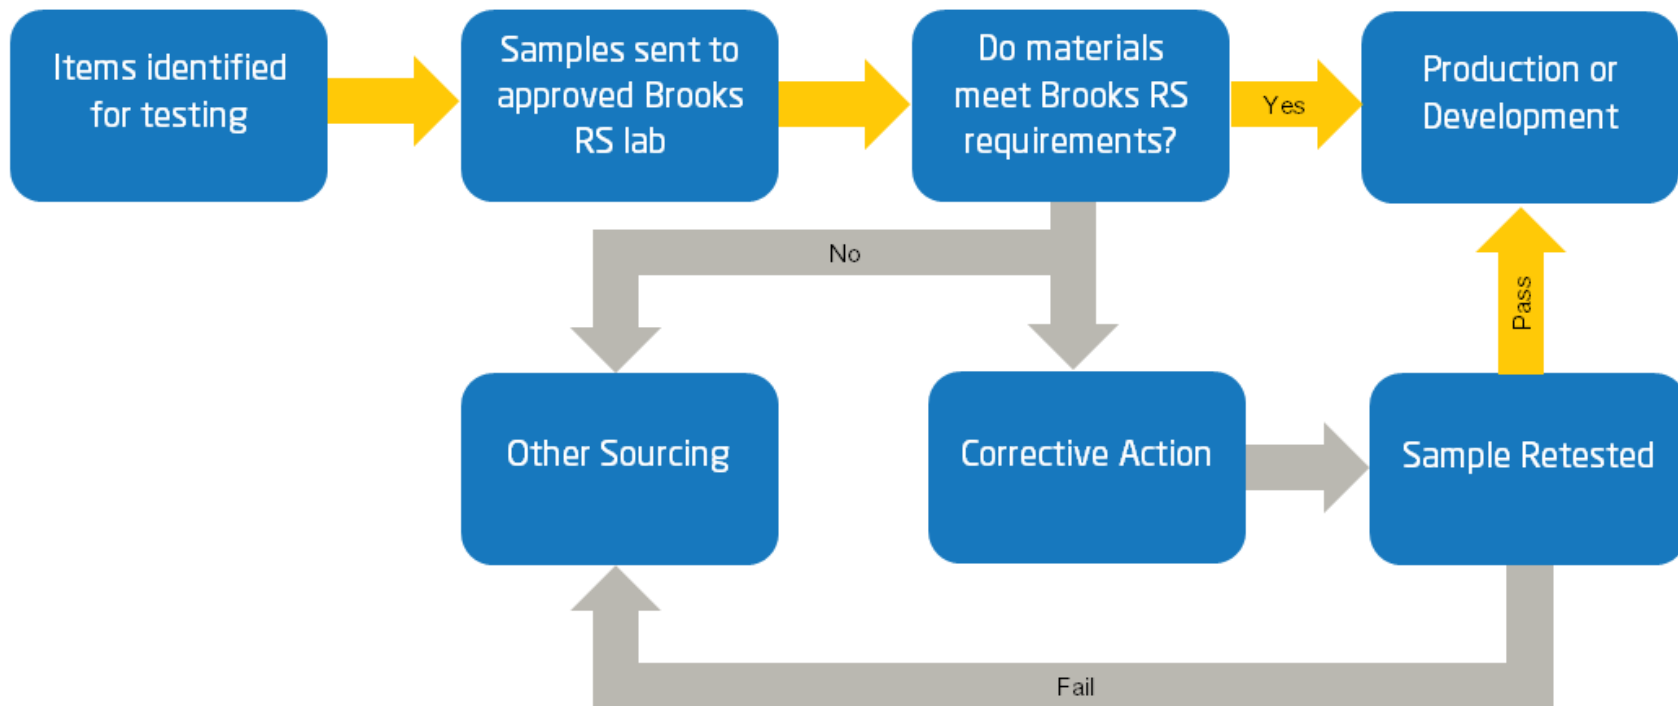 Items identified
for testing
Samples sent to
approved Brooks
RS lab
Do materials
meet Brooks RS
requirements?
Yes
Production or
Development
No
Pass
Other Sourcing
Corrective Action
Sample Retested
Fail